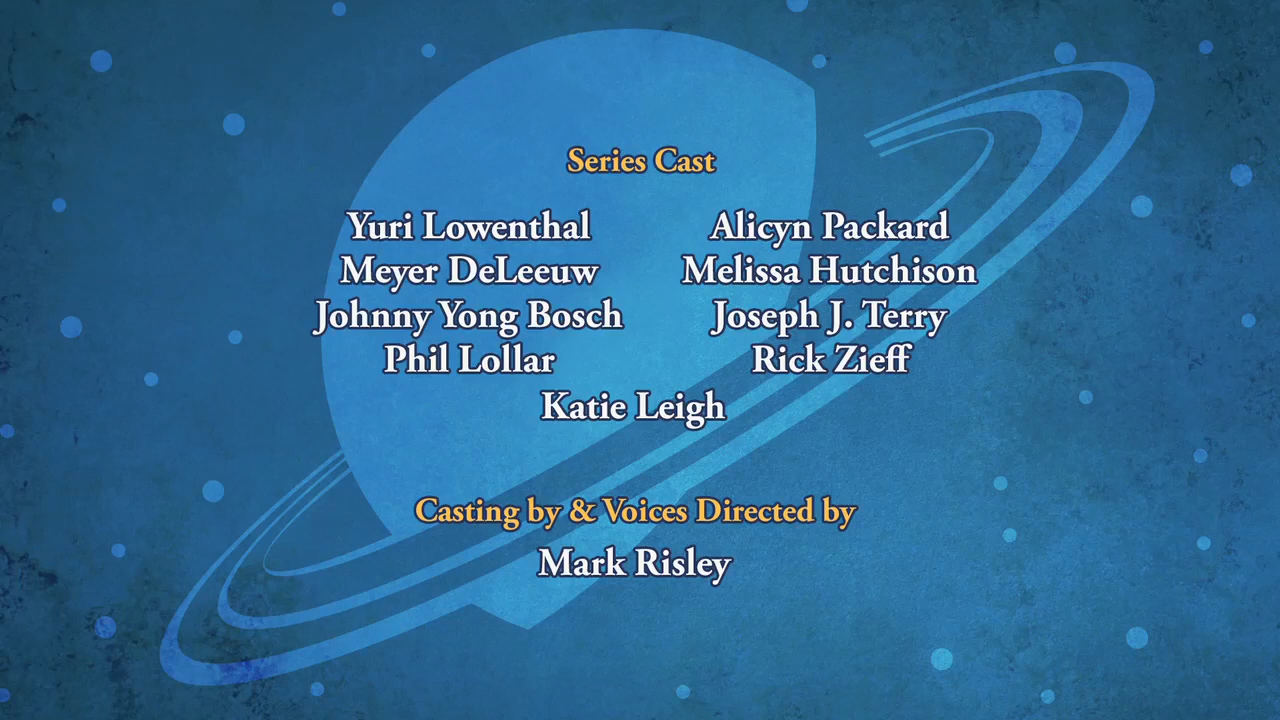 Series Cast
Yuri Lowenthal Alicyn Packard
Meyer DeLeeuw Melissa Hutchison
Johnny Yong Bosch Joseph J. Terry
Phil Lollar Rick Zieff
Katie Leigh
Casting by & Voices Directed by
Mark Risley